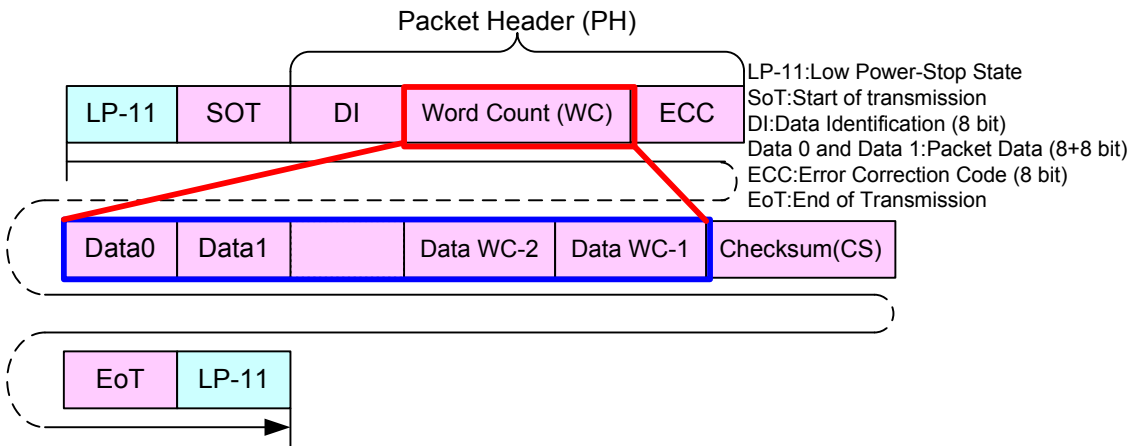 Packet Header (PH)
LP-11 SOT DI Word Count (WC) ECC
LP-11:Low Power-Stop State
SoT:Start of transmission
DI:Data Identification (8 bit)
Data 0 and Data 1:Packet Data (8+8 bit)
ECC:Error Correction Code (8 bit)
EoT:End of Transmission
Data0 Data1 Data WC-2 Data WC-1 Checksum(CS)
EoT LP-11